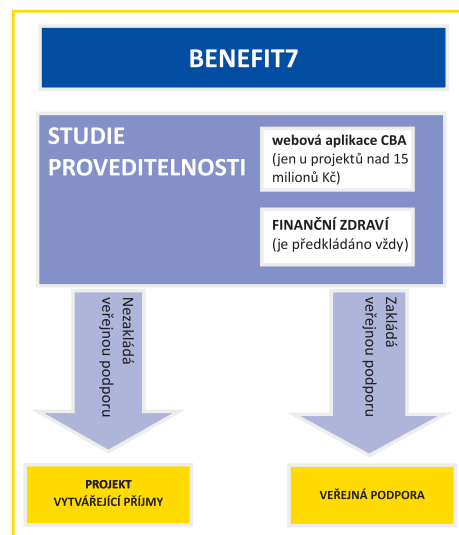 BENEFIT7
STUDIE
PROVEDITELNOSTI
webová aplikace CBA
(jen u projektů nad 15
milionů Kč)
FINANČNÍ ZDRAVÍ
(je předkládáno vždy)
Nezakládá
veřejnou podporu
Zakládá
veřejnou podporu
PROJEKT
VYTVÁŘEJÍCÍ PŘÍJMY
VEŘEJNÁ PODPORA